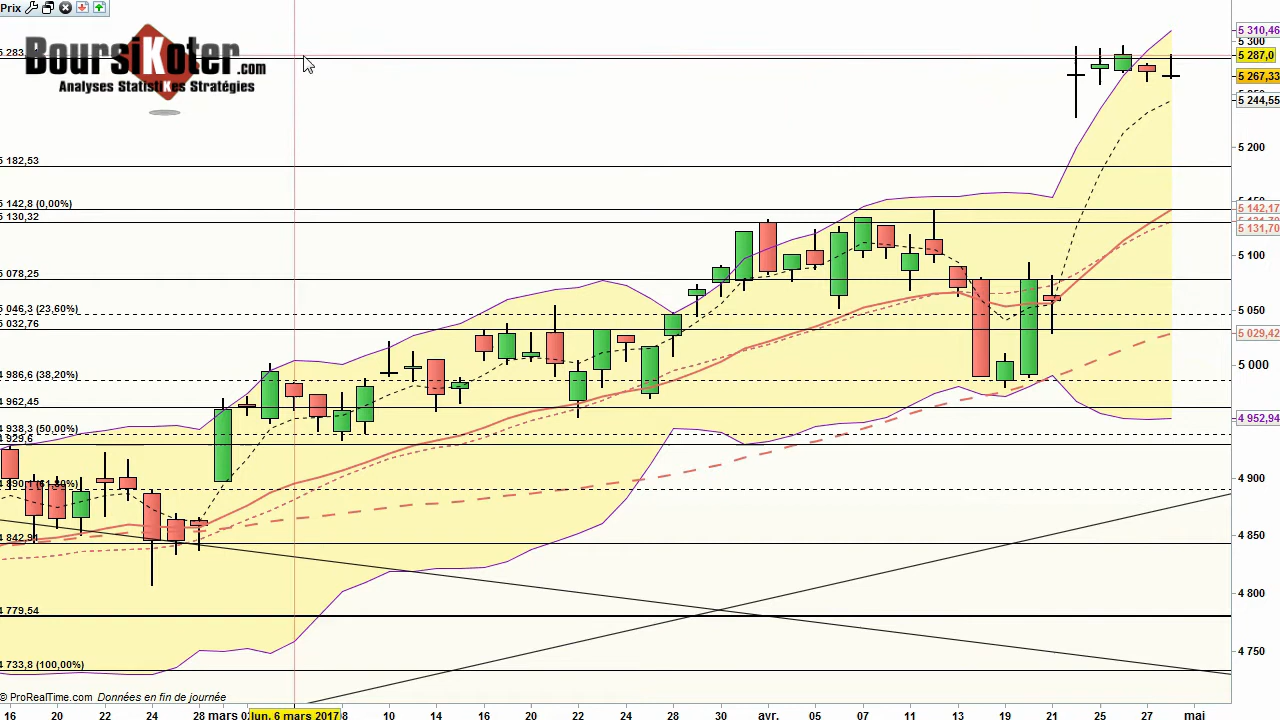 Prix
BoursiKoter.com
Analyses StatistiKes Stratégies
5 283,
5 182,53
5 142,8 (0,00%)
5 130,32
5 078,25
5 046,3 (23,60%)
5 032,76
4 986,6 (38,20%)
4 962,45
4 938,3 (50,00%)
4 929,6
4 890 (61,80%)
4 842,91
4 779,54
4 733,8 (100,00%)
5 310,46
5 300
5 287,0
5 267,33
5 244,55
5 200
5 142,17
5 131,70
5 100
5 050
5 029,42
5 000
4 952,94
4 900
4 850
4 800
4 750
© ProRealTime.com Données en fin de journée
16 20 22 24 28 mars lun. 6 mars 2017 8 10 14 16 20 22 24 28 30 avr. 05 07 11 13 19 21 25 27 mai